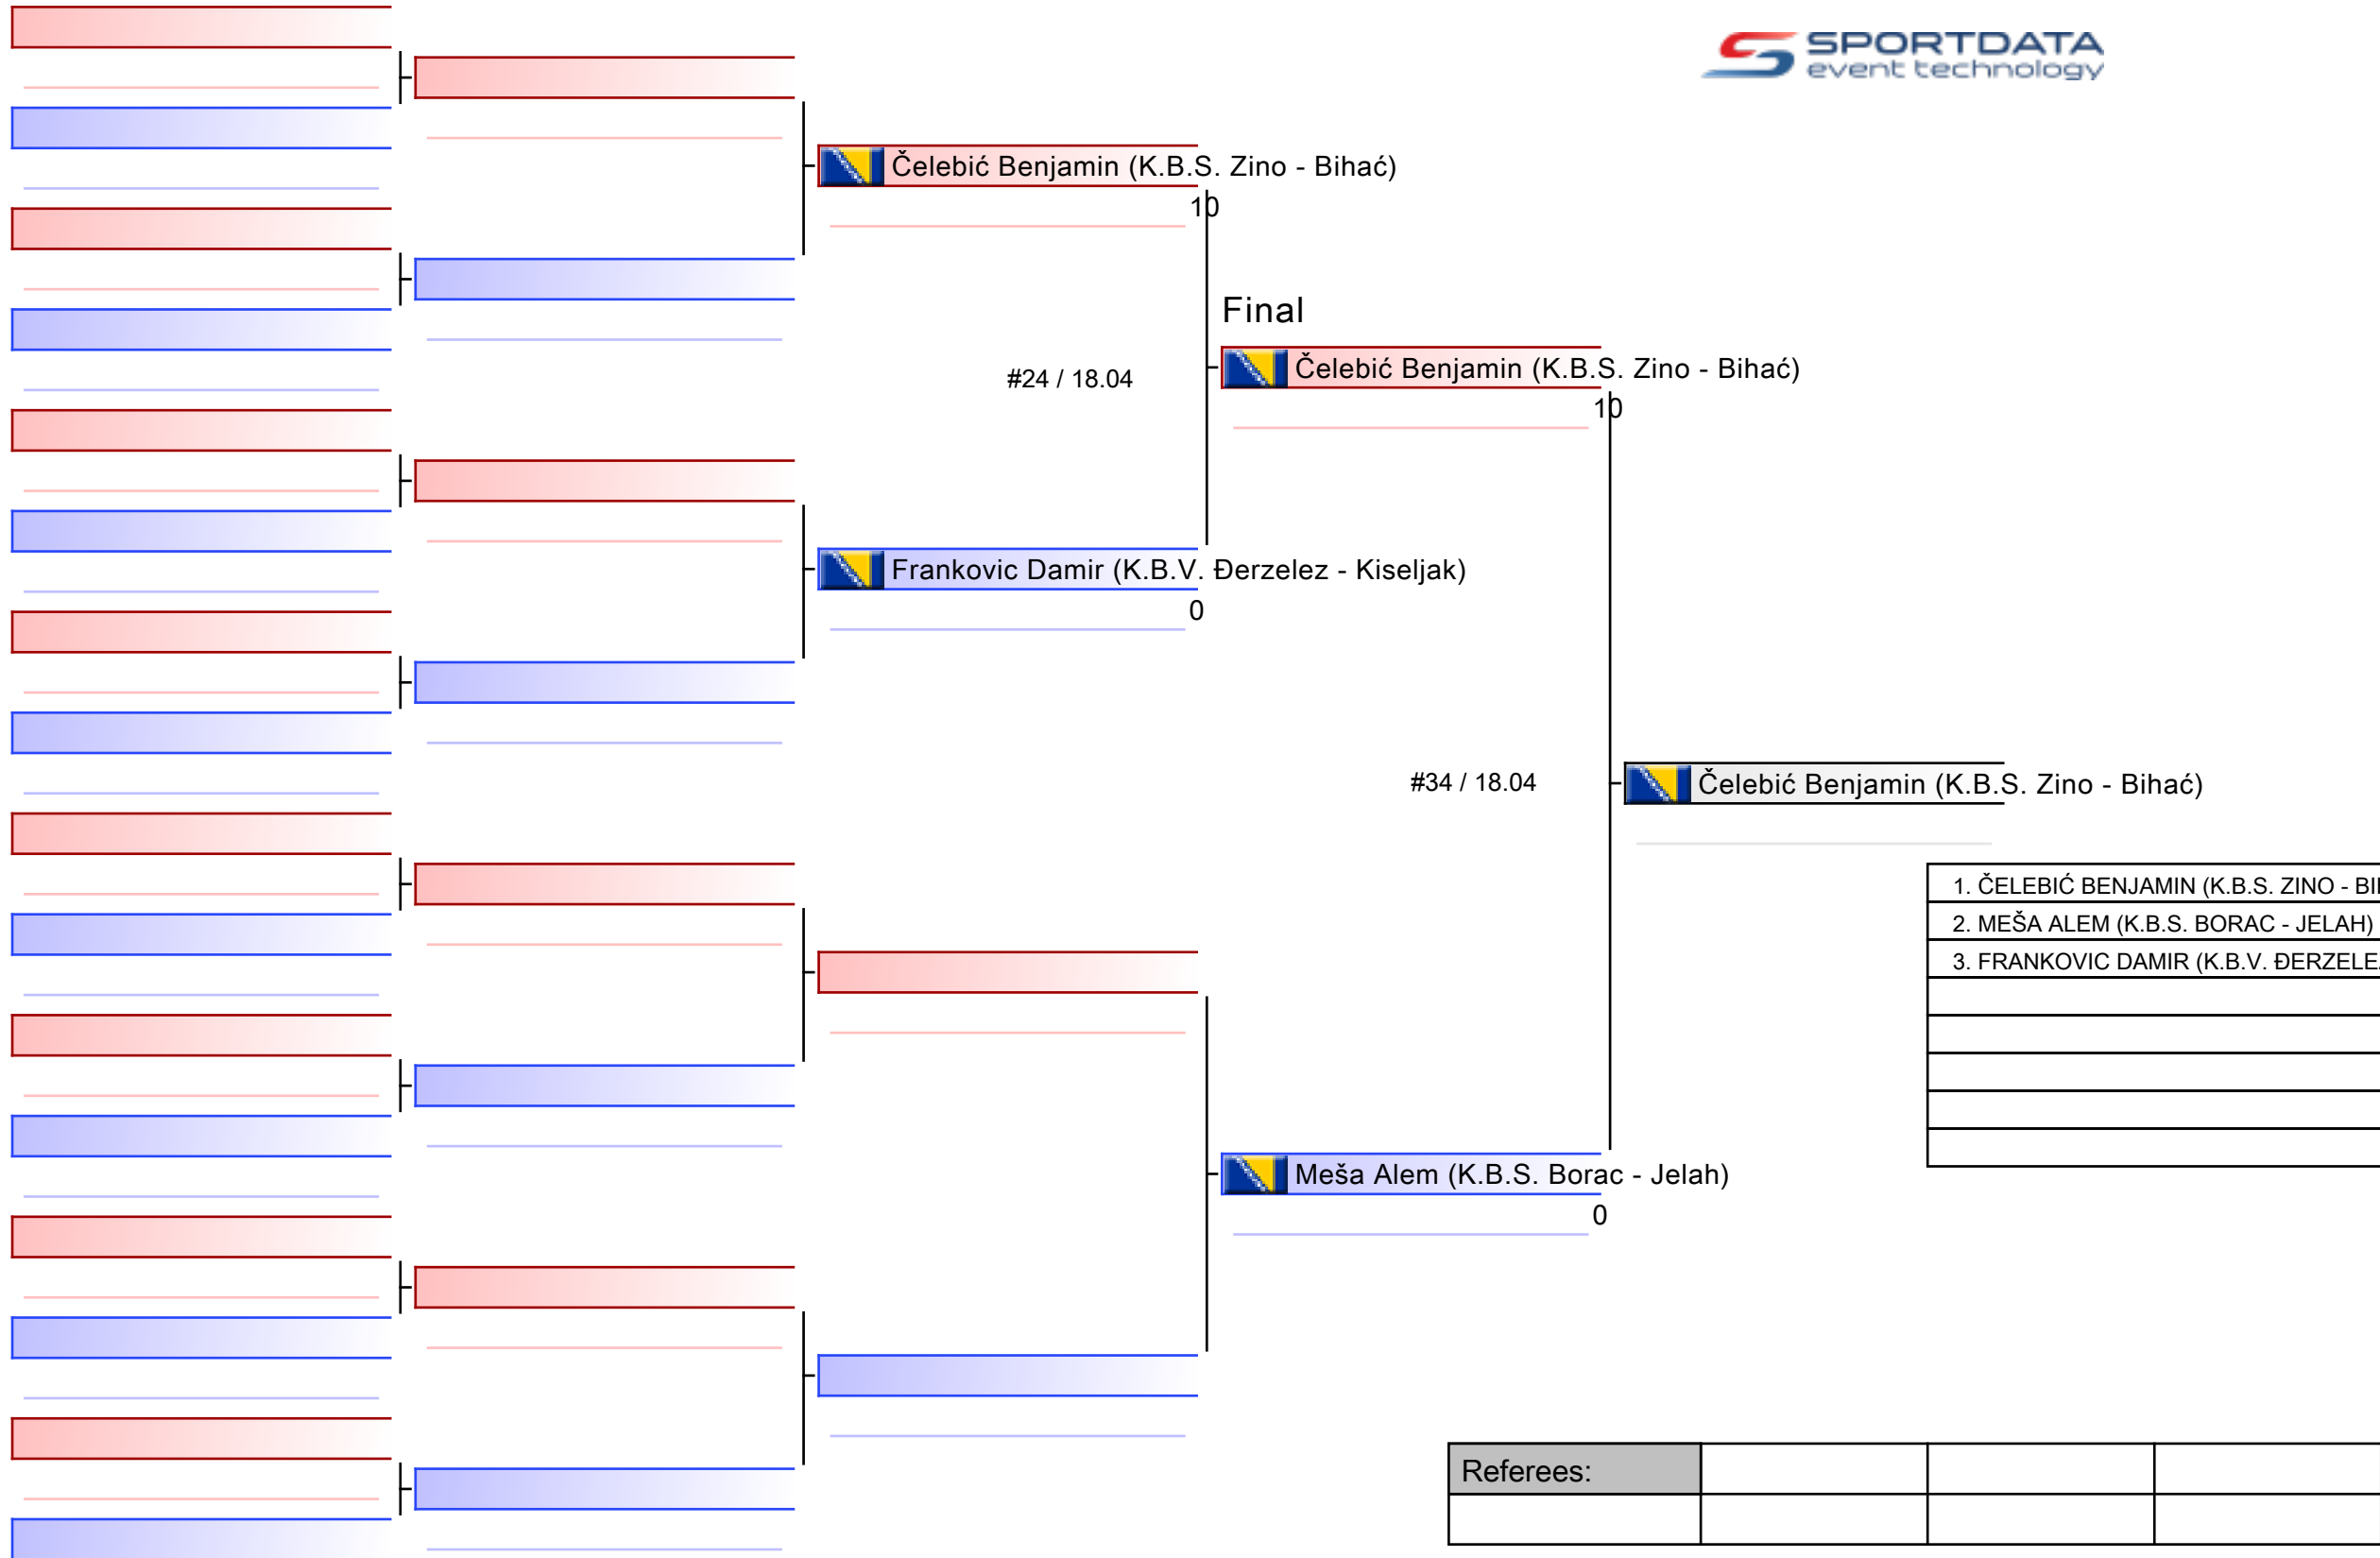 SPORTDATA
event technology
Čelebić Benjamin (K.B.S. Zino - Bihać)
10
Final
#24 / 18.04
Čelebić Benjamin (K.B.S. Zino - Bihać)
10
Frankovic Damir (K.B.V. Đerzelez - Kiseljak)
0
#34 / 18.04
Čelebić Benjamin (K.B.S. Zino - Bihać)
1. ČELEBIĆ BENJAMIN (K.B.S. ZINO -
2. MEŠA ALEM (K.B.S. BORAC - JELAH)
3. FRANKOVIC DAMIR (K.B.V.
Meša Alem (K.B.S. Borac - Jelah)
0
Referees: